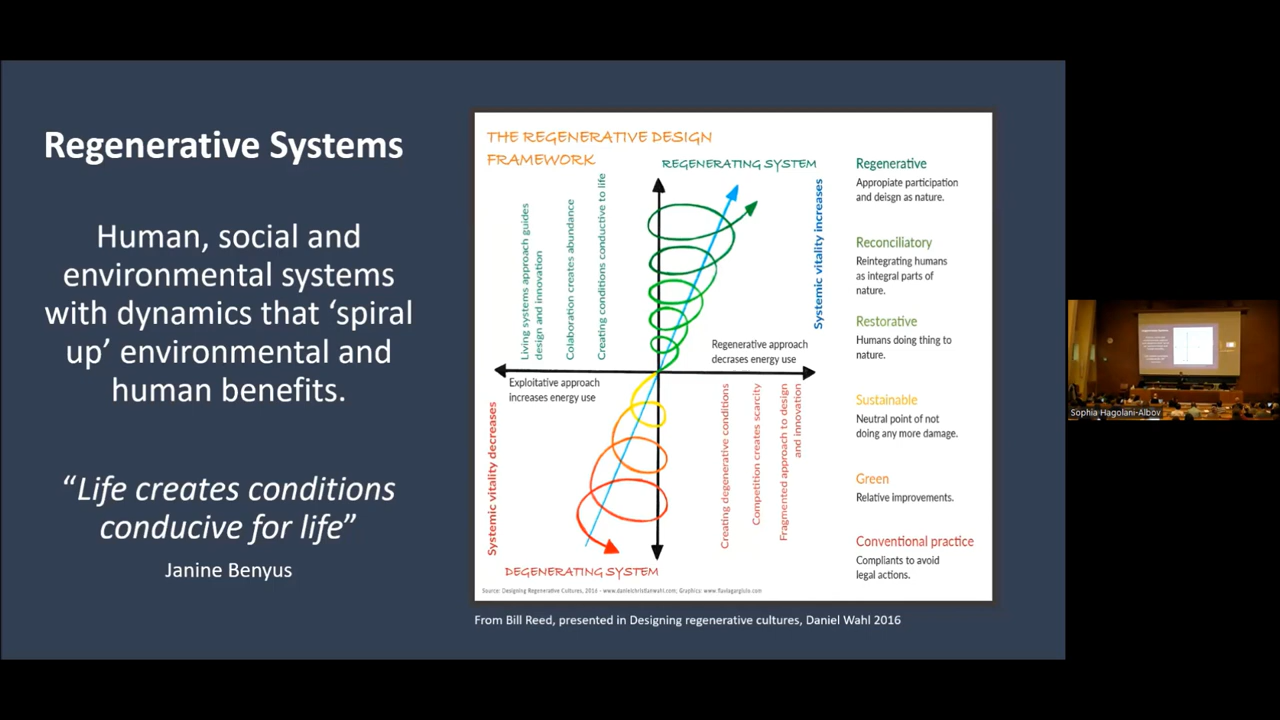 Regenerative Systems
Human, social and
environmental systems
with dynamics that ‘spiral
up’ environmental and
human benefits.
“Life creates conditions
conducive for life”
Janine Benyus
THE REGENERATIVE DESIGN
FRAMEWORK
REGENERATING SYSTEM
Living systems approach guides
design and innovation
Colaboration creates abundance
Creating conditions conductive to life
Systemic vitality increases
Regenerative approach
decrases energy use
Exploitative approach
increases energy use
Systemic vitality decreases
Creating degenerative conditions
Competition creates scarcity
Fragmented approach to design
and innovation
DEGENERATING SYSTEM
Regenerative
Appropiate participation
and deisgn as nature.
Reconciliatory
Reintegrating humans
as integral parts of
nature.
Restorative
Humans doing thing to
nature.
Sustainable
Neutral point of not
doing any more damage.
Green
Relative improvements.
Conventional practice
Compliants to avoid
legal actions.
Source: Designing Regenerative Cultures, 2016 - www.danielchristianwahl.com; Graphics: www.flaviagargiulo.com
From Bill Reed, presented in Designing regenerative cultures, Daniel Wahl 2016
Sophia Hagolani-Albov